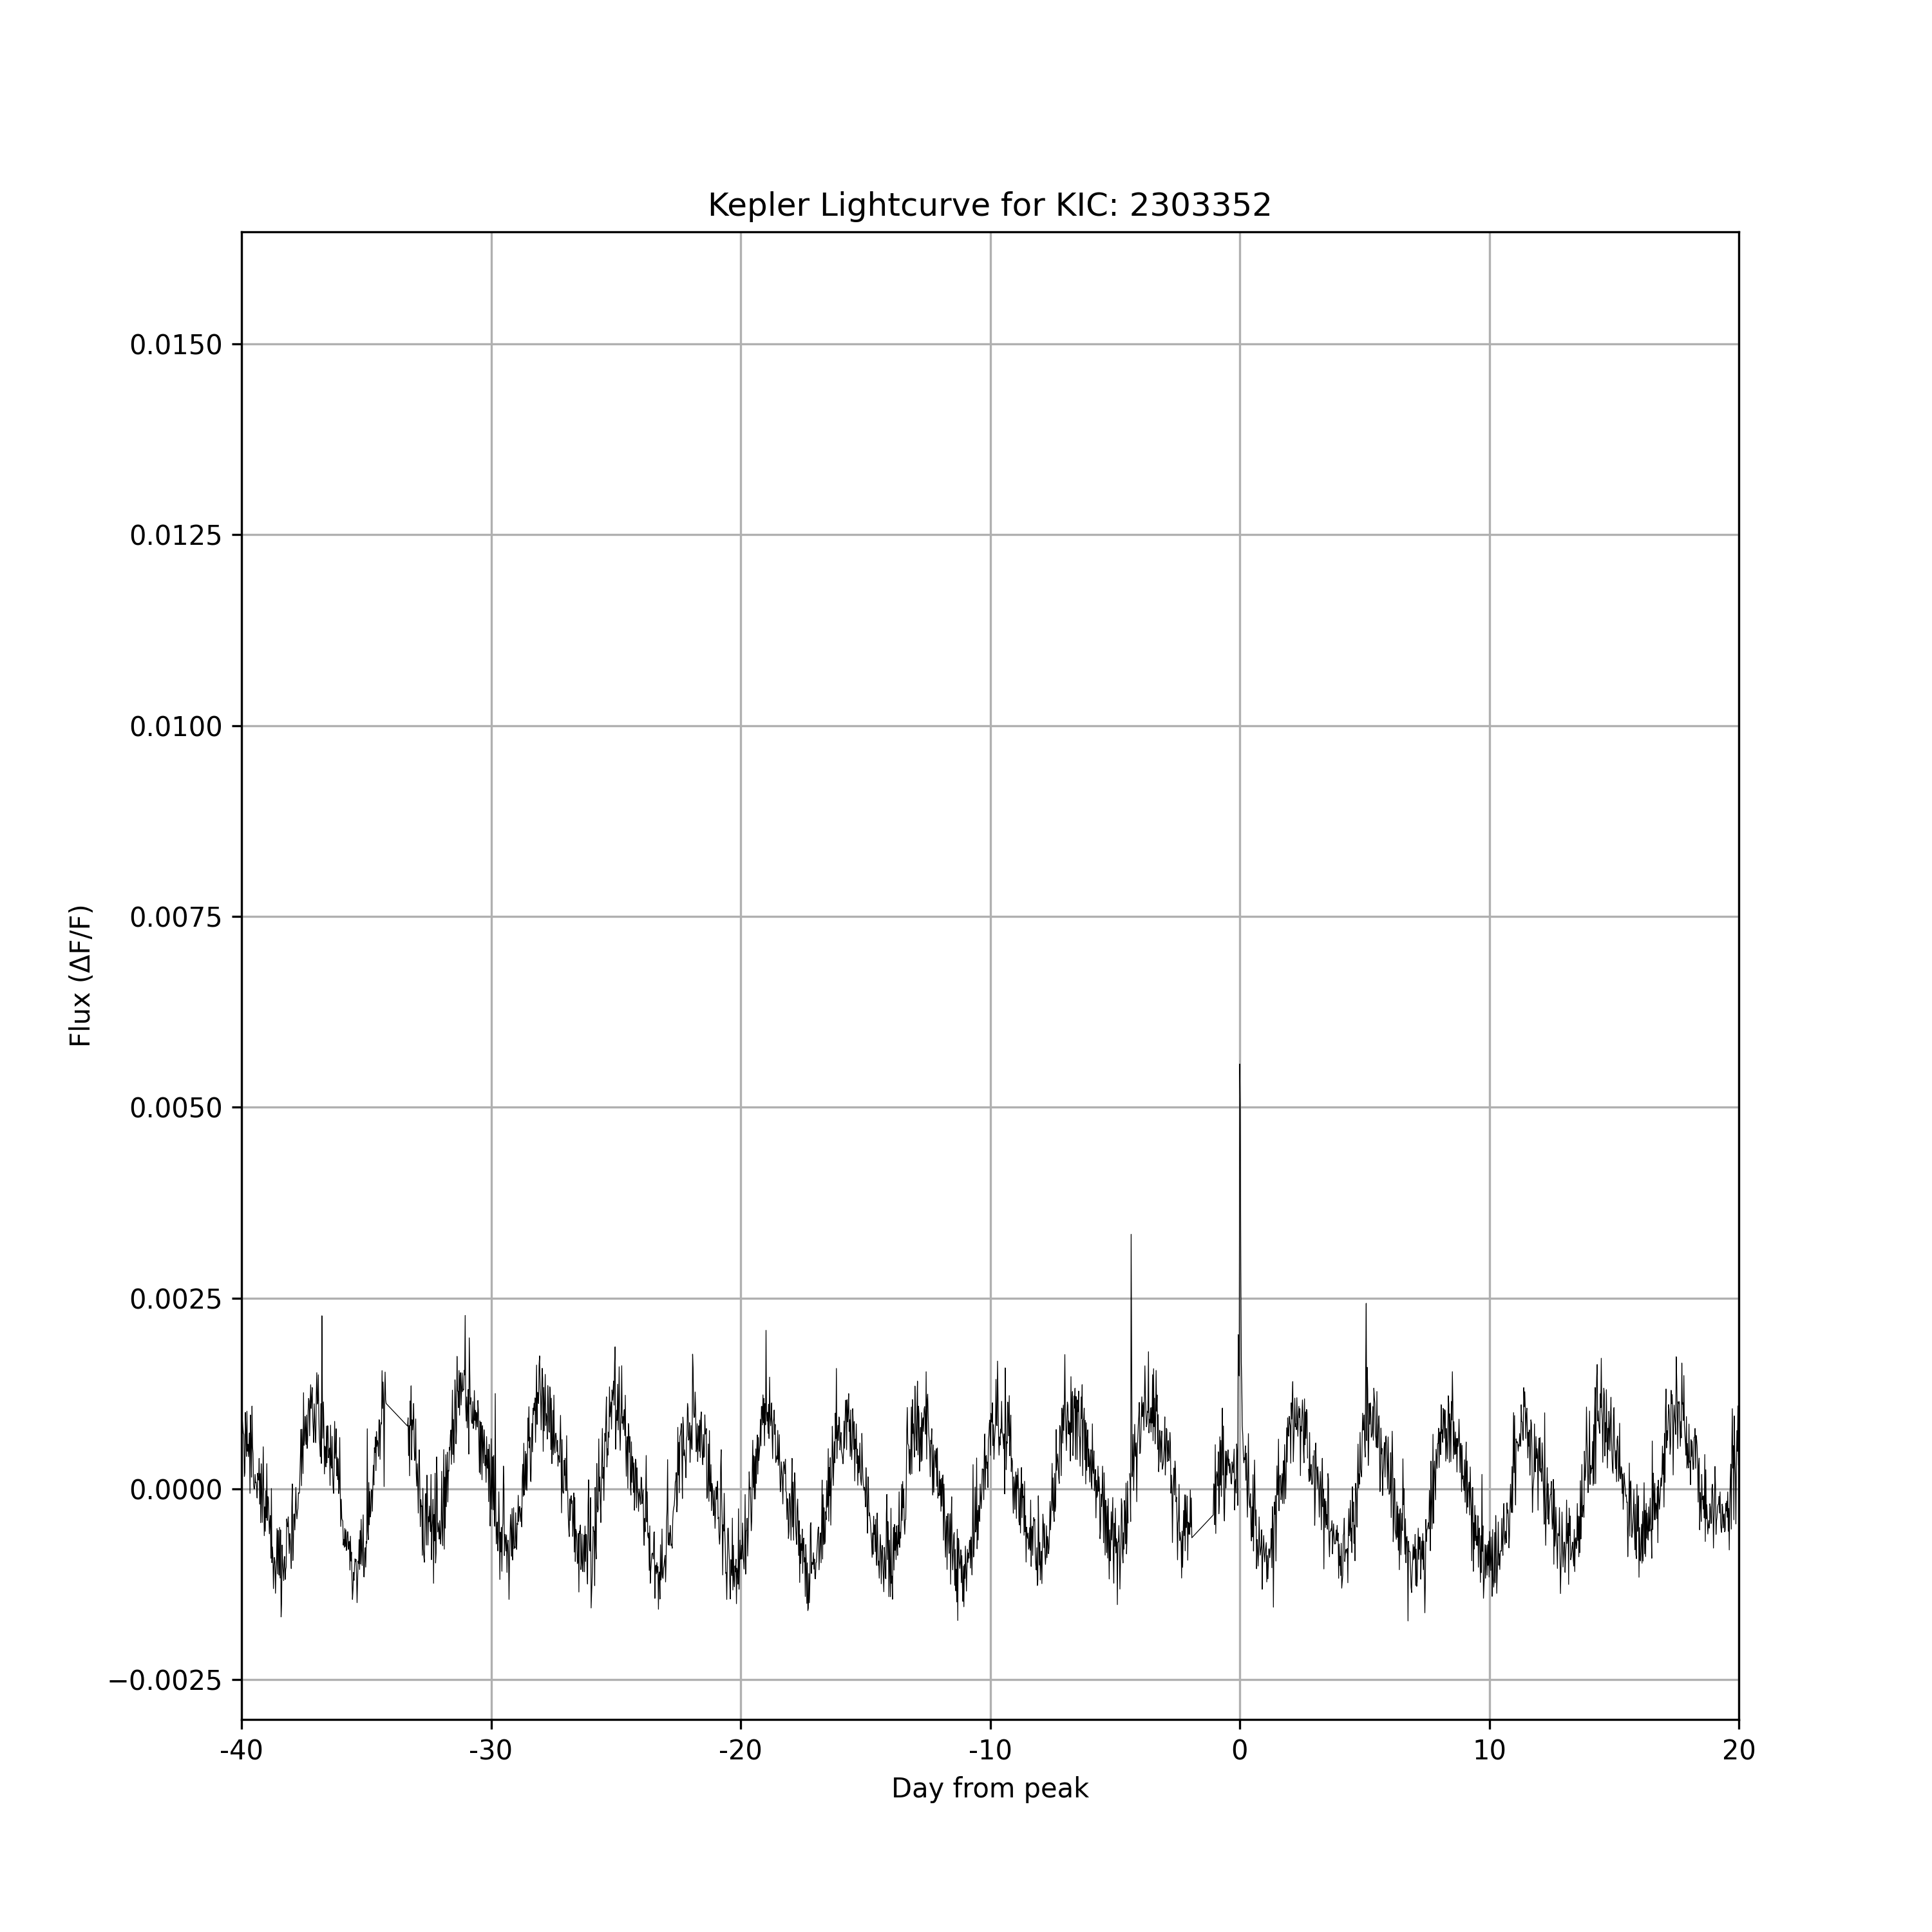 Kepler Lightcurve for KIC: 2303352
0.0150
0.0125
0.0100
0.0075
0.0050
0.0025
0.0000
−0.0025
Flux (ΔF/F)
-40 -30 -20 -10 0 10 20
Day from peak